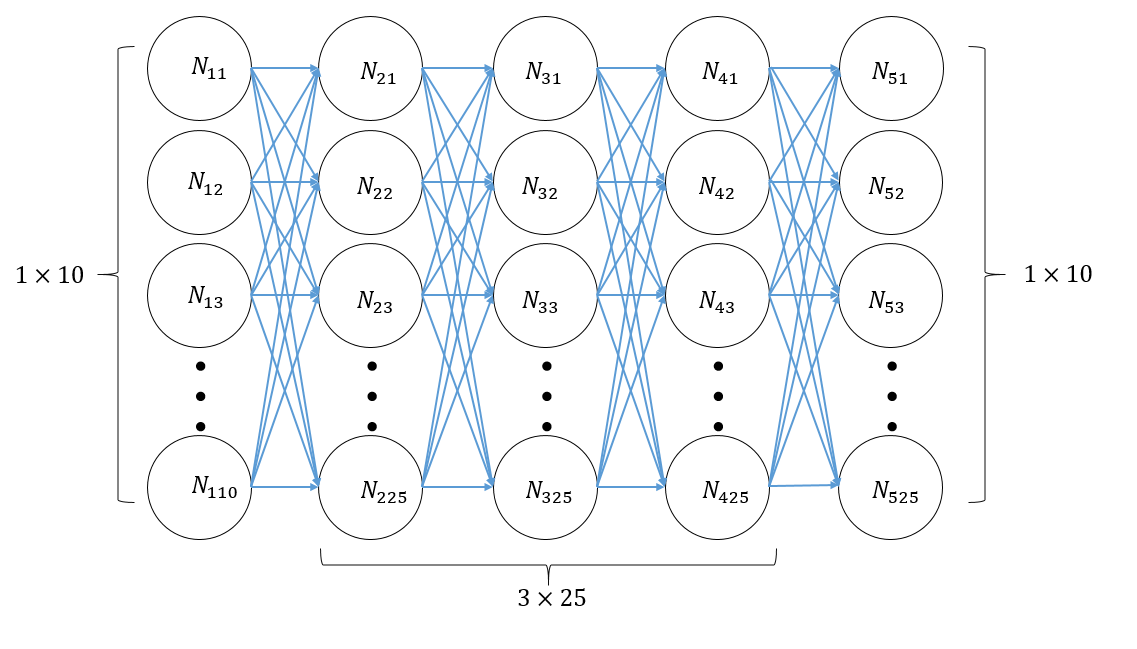 N₁₁ N₂₁ N₃₁ N₄₁ N₅₁
N₁₂ N₂₂ N₃₂ N₄₂ N₅₂
1 × 10 1 × 10
N₁₃ N₂₃ N₃₃ N₄₃ N₅₃
N₁₁₀ N₂₂₅ N₃₂₅ N₄₂₅ N₅₂₅
3 × 25